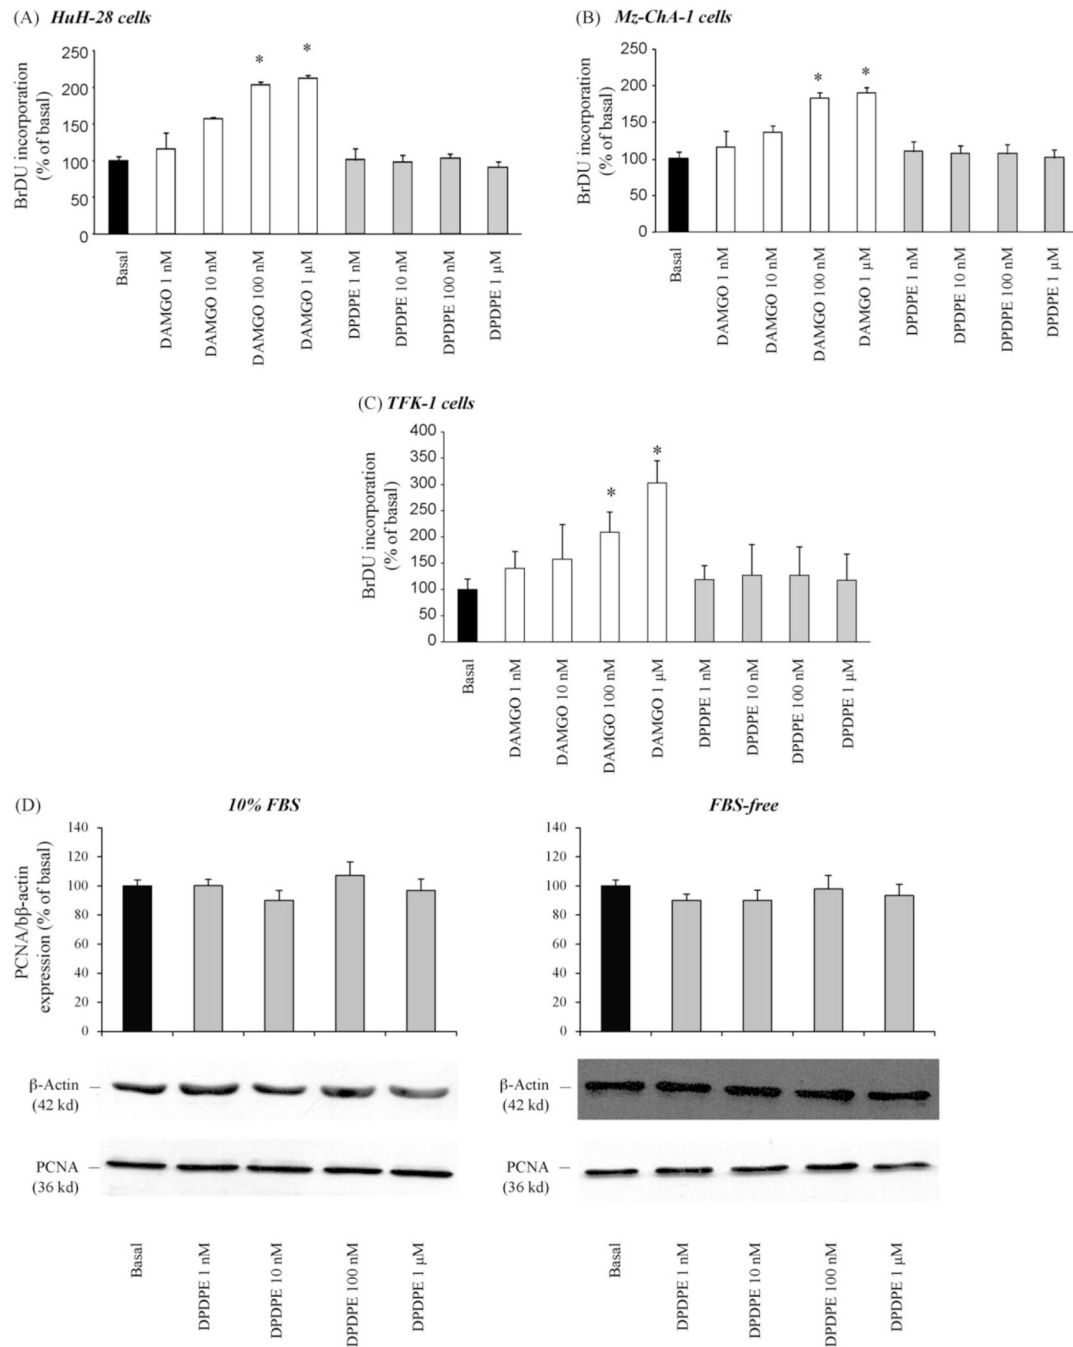 (A) HuH-28 cells
BrDU incorporation
(% of basal)
250
200
150
100
50
0
* *
Basal
DAMGO 1 nM
DAMGO 10 nM
DAMGO 100 nM
DAMGO 1 µM
DPDPE 1 nM
DPDPE 10 nM
DPDPE 100 nM
DPDPE 1 µM
(B) Mz-ChA-1 cells
BrDU incorporation
(% of basal)
250
200
150
100
50
0
* *
Basal
DAMGO 1 nM
DAMGO 10 nM
DAMGO 100 nM
DAMGO 1 µM
DPDPE 1 nM
DPDPE 10 nM
DPDPE 100 nM
DPDPE 1 µM
(C) TFK-1 cells
BrDU incorporation
(% of basal)
400
350
300
250
200
150
100
50
0
* *
Basal
DAMGO 1 nM
DAMGO 10 nM
DAMGO 100 nM
DAMGO 1 µM
DPDPE 1 nM
DPDPE 10 nM
DPDPE 100 nM
DPDPE 1 µM
(D) 10% FBS
PCNA/bβ-actin
expression (% of basal)
140
120
100
80
60
40
20
0
β-Actin –
(42 kd)
PCNA –
(36 kd)
Basal
DPDPE 1 nM
DPDPE 10 nM
DPDPE 100 nM
DPDPE 1 µM
FBS-free
140
120
100
80
60
40
20
0
β-Actin –
(42 kd)
PCNA –
(36 kd)
Basal
DPDPE 1 nM
DPDPE 10 nM
DPDPE 100 nM
DPDPE 1 µM